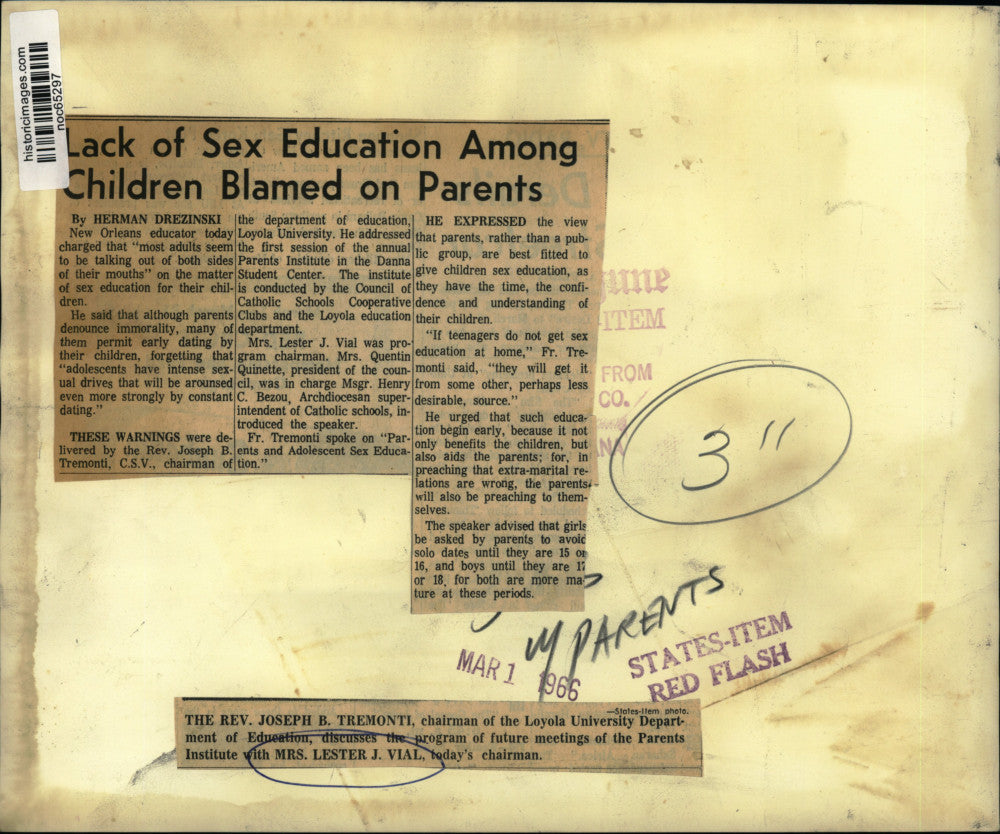 historicimages.com
noc65297
Lack of Sex Education Among
Children Blamed on Parents
By HERMAN DREZINSKI
New Orleans educator today
charged that "most adults seem
to be talking out of both sides
of their mouths" on the matter
of sex education for their chil-
dren.
He said that although parents
denounce immorality, many of
them permit early dating by
their children, forgetting that
"adolescents have intense sex-
ual drives that will be arounsed
even more strongly by constant
dating."
THESE WARNINGS were de-
livered by the Rev. Joseph B.
Tremonti, C.S.V., chairman of
the department of education,
Loyola University. He addressed
the first session of the annual
Parents Institute in the Danna
Student Center. The institute
is conducted by the Council of
Catholic Schools Cooperative
Clubs and the Loyola education
department.
Mrs. Lester J. Vial was pro-
gram chairman. Mrs. Quentin
Quinette, president of the coun-
cil, was in charge Msgr. Henry
C. Bezou, Archdiocesan super-
intendent of Catholic schools, in-
troduced the speaker.
Fr. Tremonti spoke on "Par-
ents and Adolescent Sex Educa-
tion."
HE EXPRESSED the view
that parents, rather than a pub-
lic group, are best fitted to
give children sex education, as
they have the time, the confi-
dence and understanding of
their children.
"If teenagers do not get sex
education at home," Fr. Tre-
monti said, "they will get it
from some other, perhaps less
desirable, source."
He urged that such educa-
tion begin early, because it not
only benefits the children, but
also aids the parents; for, in
preaching that extra-marital re-
lations are wrong, the parents
will also be preaching to them-
selves.
The speaker advised that girls
be asked by parents to avoid
solo dates until they are 15 or
16, and boys until they are 17
or 18, for both are more ma-
ture at these periods.
-ITEM
FROM
CO.
3"
PARENTS
MAR 1 1966
STATES-ITEM
RED FLASH
—States-Item photo.
THE REV. JOSEPH B. TREMONTI, chairman of the Loyola University Depart-
ment of Education, discusses the program of future meetings of the Parents
Institute with MRS. LESTER J. VIAL, today's chairman.